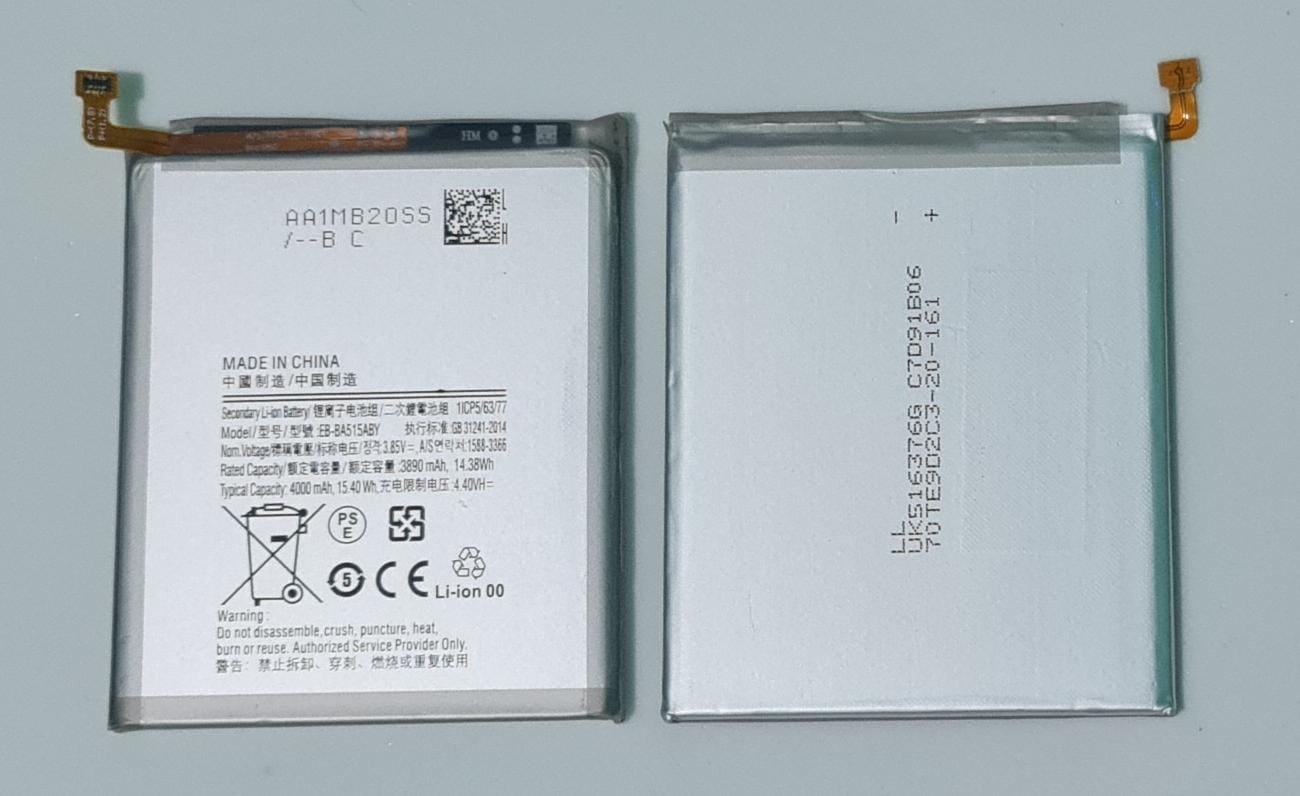 P+(7,8)
P-(1,2)
HM
AA1MB20SS
/--B C
L
H
MADE IN CHINA
中國制造/中国制造
Secondary Li-ion Battery/ 锂离子电池组/二次鋰電池組 1ICP5/63/77
Model/型号/型號:EB-BA515ABY 执行标准:GB 31241-2014
Nom.Voltage/標稱電壓/标称电压/정격:3.85V⎓, A/S연락처:1588-3366
Rated Capacity/額定電容量/额定容量:3890 mAh, 14.38Wh
Typical Capacity: 4000 mAh, 15.40 Wh,充电限制电压:4.40VH=
PS
E
5
CE
Li-ion 00
Warning:
Do not disassemble,crush, puncture, heat,
burn or reuse. Authorized Service Provider Only.
警告: 禁止拆卸、穿刺、燃烧或重复使用
- +
LL
UK516376G C7D91B06
70TE9D2C3-20-161